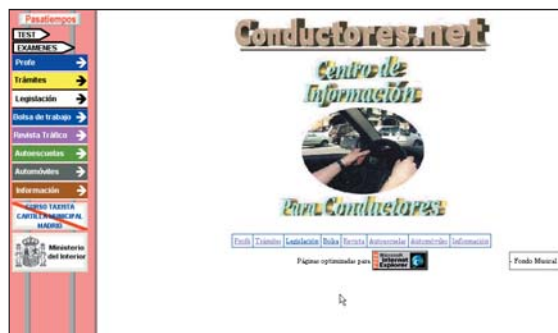 Pasatiempos
TEST
EXAMENES
Profe
Trámites
Legislación
Bolsa de trabajo
Revista Tráfico
Autoescuelas
Automóviles
Información
CURSO TAXISTA
CARTILLA MUNICIPAL
MADRID
Ministerio
del Interior
Conductores.net
Centro de
Información
Para Conductores
Profe Trámites Legislación Bolsa Revista Autoescuelas Automóviles Información
Páginas optimizadas para Microsoft Internet Explorer
- Fondo Musical